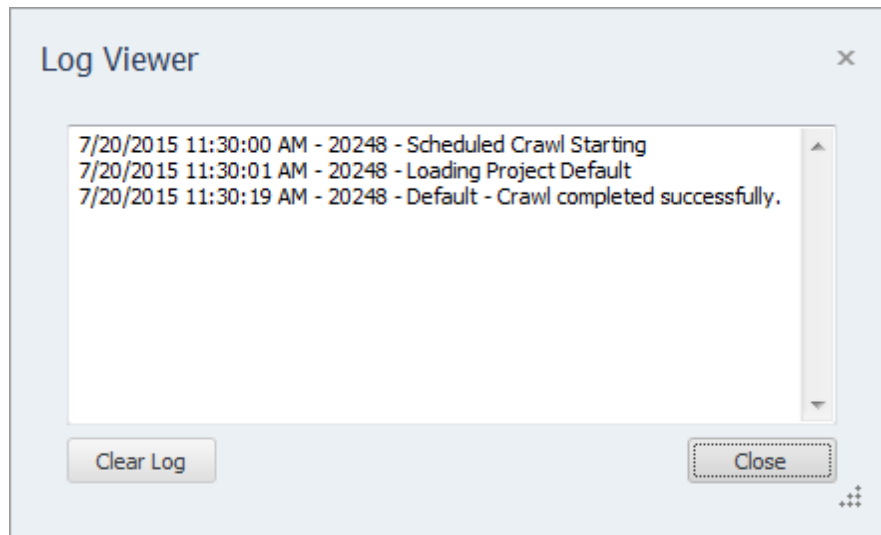 Log Viewer
7/20/2015 11:30:00 AM - 20248 - Scheduled Crawl Starting
7/20/2015 11:30:01 AM - 20248 - Loading Project Default
7/20/2015 11:30:19 AM - 20248 - Default - Crawl completed successfully.
Clear Log
Close